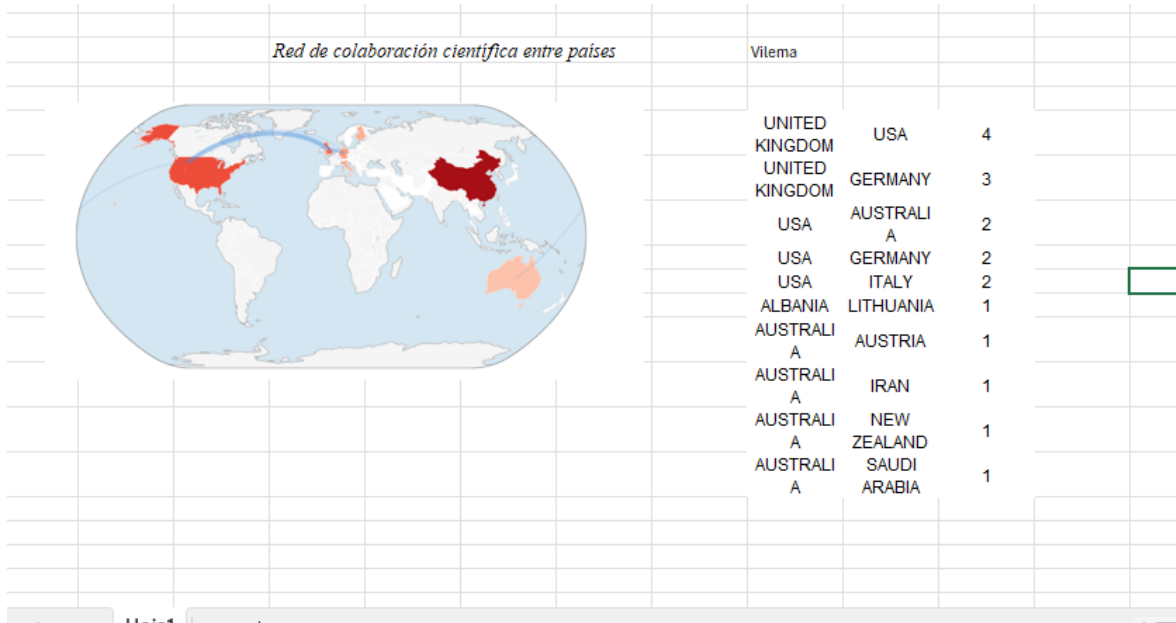 Red de colaboración científica entre países
Vilema
UNITED
KINGDOM USA 4
UNITED
KINGDOM GERMANY 3
USA AUSTRALI
A 2
USA GERMANY 2
USA ITALY 2
ALBANIA LITHUANIA 1
AUSTRALI
A AUSTRIA 1
AUSTRALI
A IRAN 1
AUSTRALI
A NEW
ZEALAND 1
AUSTRALI
A SAUDI
ARABIA 1